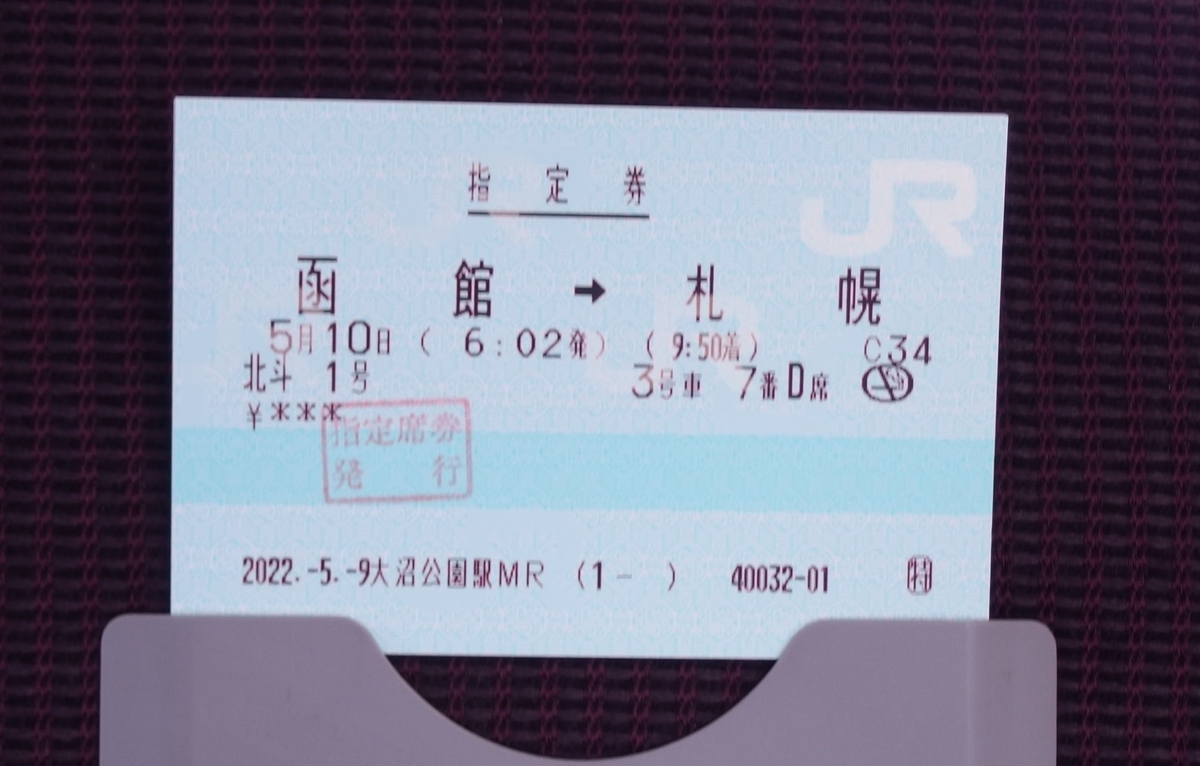 指定券
JR
函館➡札幌
5月10日（ 6:02発）（ 9:50着） C34
北斗 1号 3号車 7番D席
￥***
指定席券
発行
2022.-5.-9大沼公園駅MR （1- ） 40032-01 ㊕